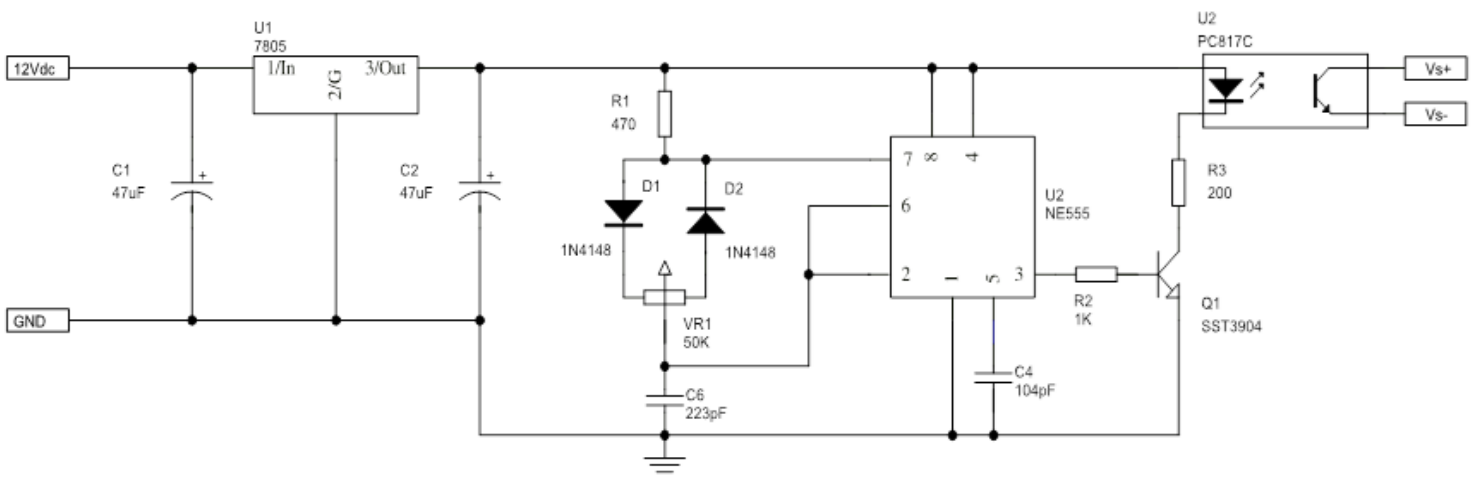 U1
7805
U2
PC817C
12Vdc
1/In
2/G
3/Out
Vs+
Vs-
R1
470
C1
47uF
+
C2
47uF
+
D1
1N4148
D2
1N4148
7
8
4
6
2
1
5
3
U2
NE555
R3
200
R2
1K
Q1
SST3904
GND
VR1
50K
C6
223pF
C4
104pF